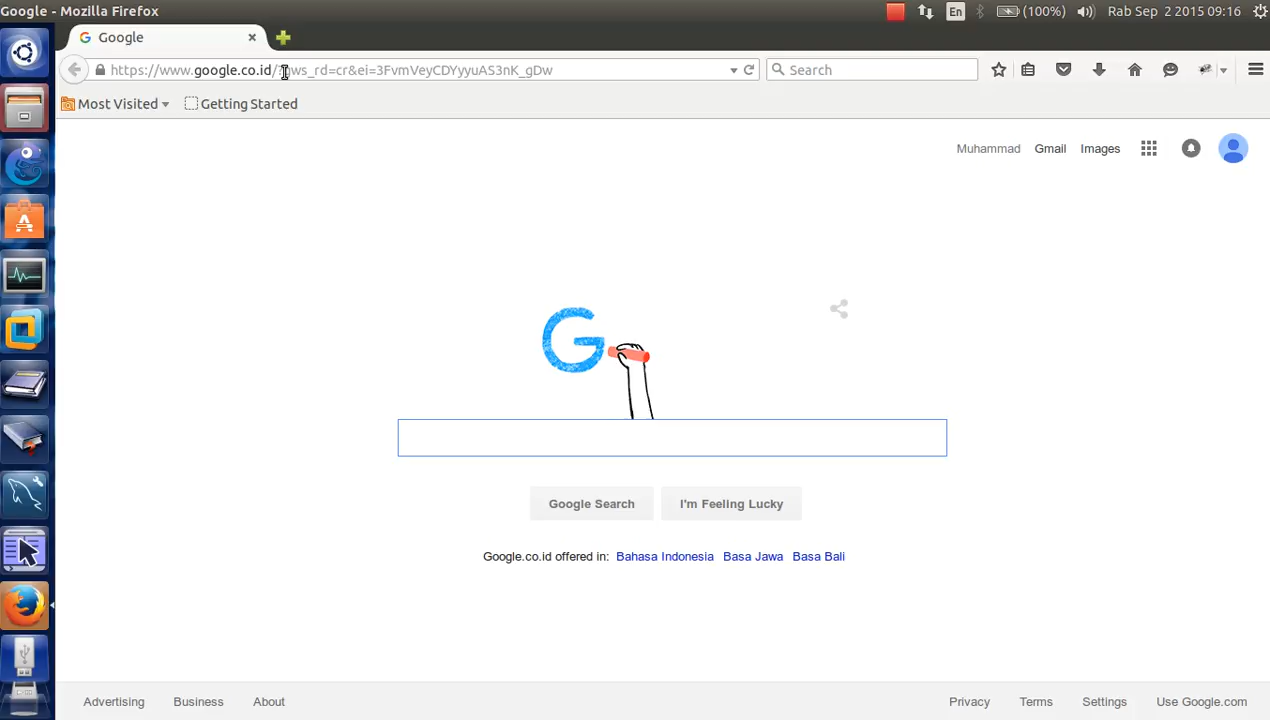 Google - Mozilla Firefox
En
(100%)
Rab Sep 2 2015 09:16
Google
https://www.google.co.id/?gws_rd=cr&ei=3FvmVeyCDYyyuAS3nK_gDw
Search
Most Visited
Getting Started
Muhammad
Gmail
Images
G
Google Search
I'm Feeling Lucky
Google.co.id offered in: Bahasa Indonesia Basa Jawa Basa Bali
Advertising
Business
About
Privacy
Terms
Settings
Use Google.com